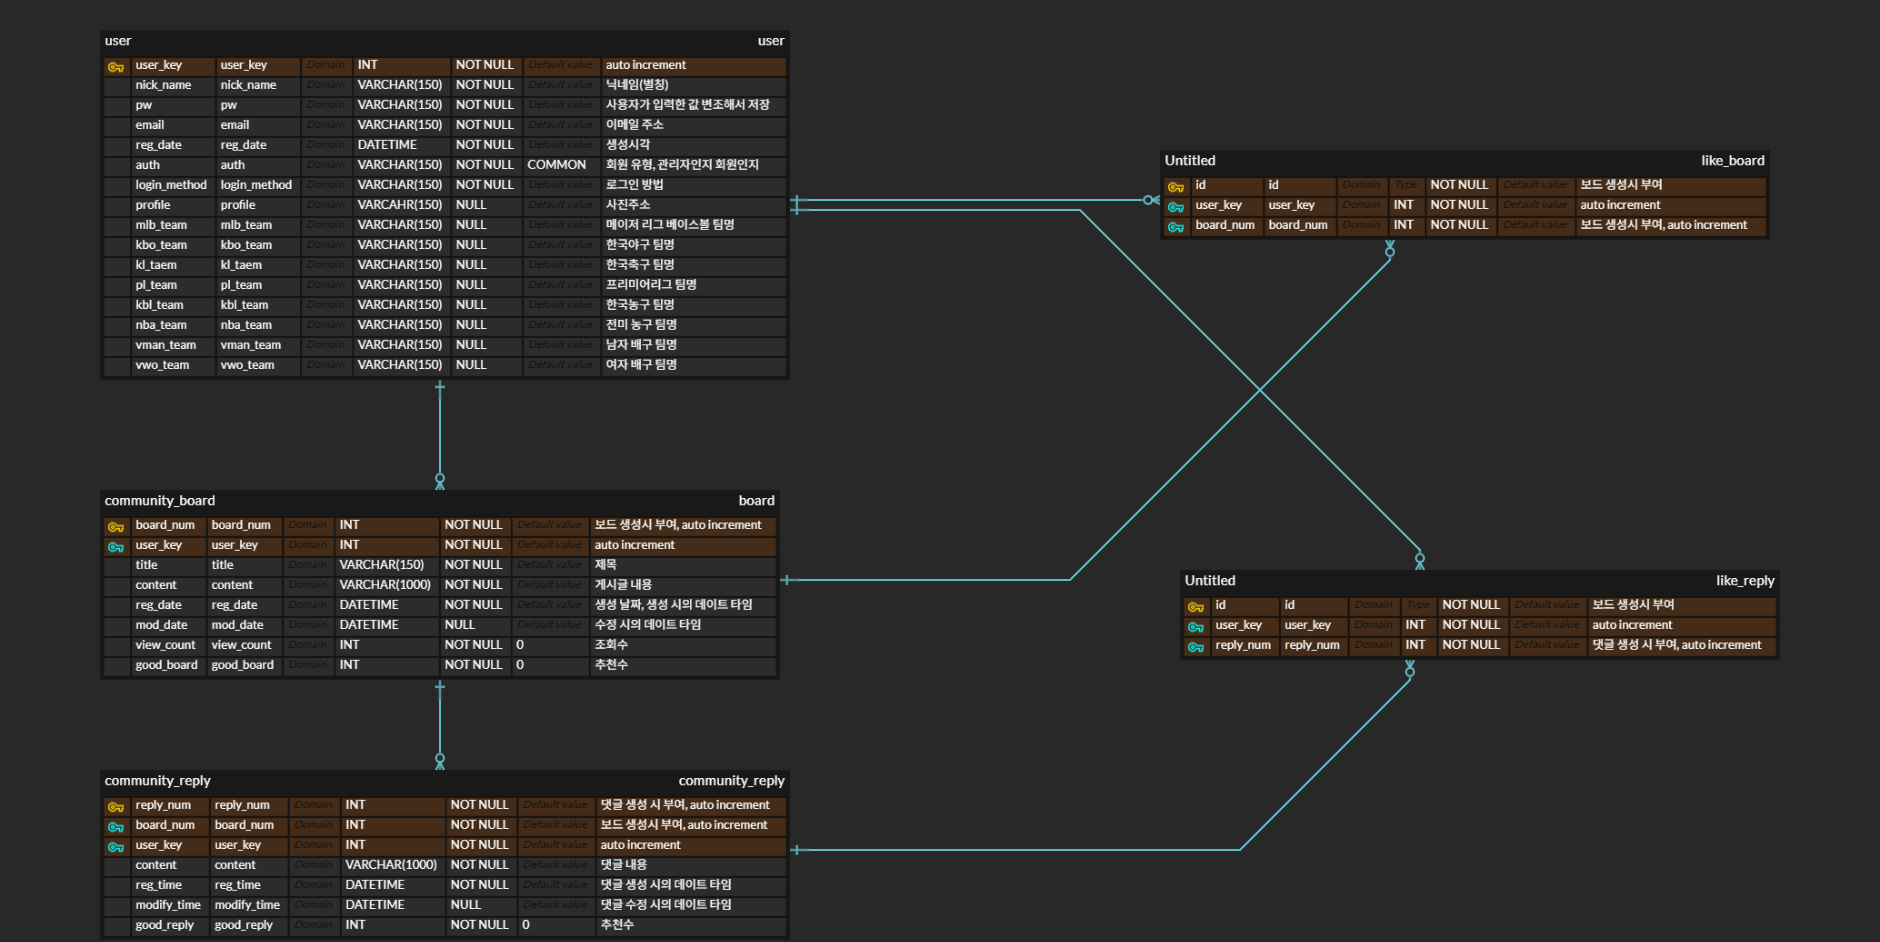 user user
user_key user_key Domain INT NOT NULL Default value auto increment
nick_name nick_name Domain VARCHAR(150) NOT NULL Default value 닉네임(별칭)
pw pw Domain VARCHAR(150) NOT NULL Default value 사용자가 입력한 값 변조해서 저장
email email Domain VARCHAR(150) NOT NULL Default value 이메일 주소
reg_date reg_date Domain DATETIME NOT NULL Default value 생성시각
auth auth Domain VARCHAR(150) NOT NULL COMMON 회원 유형, 관리자인지 회원인지
login_method login_method Domain VARCHAR(150) NOT NULL Default value 로그인 방법
profile profile Domain VARCAHR(150) NULL Default value 사진주소
mlb_team mlb_team Domain VARCHAR(150) NULL Default value 메이저 리그 베이스볼 팀명
kbo_team kbo_team Domain VARCHAR(150) NULL Default value 한국야구 팀명
kl_taem kl_taem Domain VARCHAR(150) NULL Default value 한국축구 팀명
pl_team pl_team Domain VARCHAR(150) NULL Default value 프리미어리그 팀명
kbl_team kbl_team Domain VARCHAR(150) NULL Default value 한국농구 팀명
nba_team nba_team Domain VARCHAR(150) NULL Default value 전미 농구 팀명
vman_team vman_team Domain VARCHAR(150) NULL Default value 남자 배구 팀명
vwo_team vwo_team Domain VARCHAR(150) NULL Default value 여자 배구 팀명
Untitled like_board
id id Domain Type NOT NULL Default value 보드 생성시 부여
user_key user_key Domain INT NOT NULL Default value auto increment
board_num board_num Domain INT NOT NULL Default value 보드 생성시 부여, auto increment
community_board board
board_num board_num Domain INT NOT NULL Default value 보드 생성시 부여, auto increment
user_key user_key Domain INT NOT NULL Default value auto increment
title title Domain VARCHAR(150) NOT NULL Default value 제목
content content Domain VARCHAR(1000) NOT NULL Default value 게시글 내용
reg_date reg_date Domain DATETIME NOT NULL Default value 생성 날짜, 생성 시의 데이트 타임
mod_date mod_date Domain DATETIME NULL Default value 수정 시의 데이트 타임
view_count view_count Domain INT NOT NULL 0 조회수
good_board good_board Domain INT NOT NULL 0 추천수
Untitled like_reply
id id Domain Type NOT NULL Default value 보드 생성시 부여
user_key user_key Domain INT NOT NULL Default value auto increment
reply_num reply_num Domain INT NOT NULL Default value 댓글 생성 시 부여, auto increment
community_reply community_reply
reply_num reply_num Domain INT NOT NULL Default value 댓글 생성 시 부여, auto increment
board_num board_num Domain INT NOT NULL Default value 보드 생성시 부여, auto increment
user_key user_key Domain INT NOT NULL Default value auto increment
content content Domain VARCHAR(1000) NOT NULL Default value 댓글 내용
reg_time reg_time Domain DATETIME NOT NULL Default value 댓글 생성 시의 데이트 타임
modify_time modify_time Domain DATETIME NULL Default value 댓글 수정 시의 데이트 타임
good_reply good_reply Domain INT NOT NULL 0 추천수